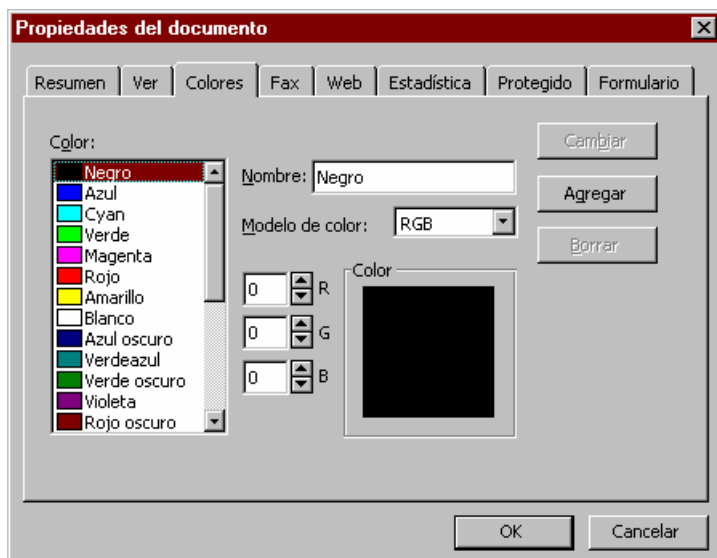 Propiedades del documento
Resumen Ver Colores Fax Web Estadística Protegido Formulario
Color:
Negro
Azul
Cyan
Verde
Magenta
Rojo
Amarillo
Blanco
Azul oscuro
Verdeazul
Verde oscuro
Violeta
Rojo oscuro
Nombre: Negro
Modelo de color: RGB
0 R
0 G
0 B
Color
Cambiar
Agregar
Borrar
OK Cancelar